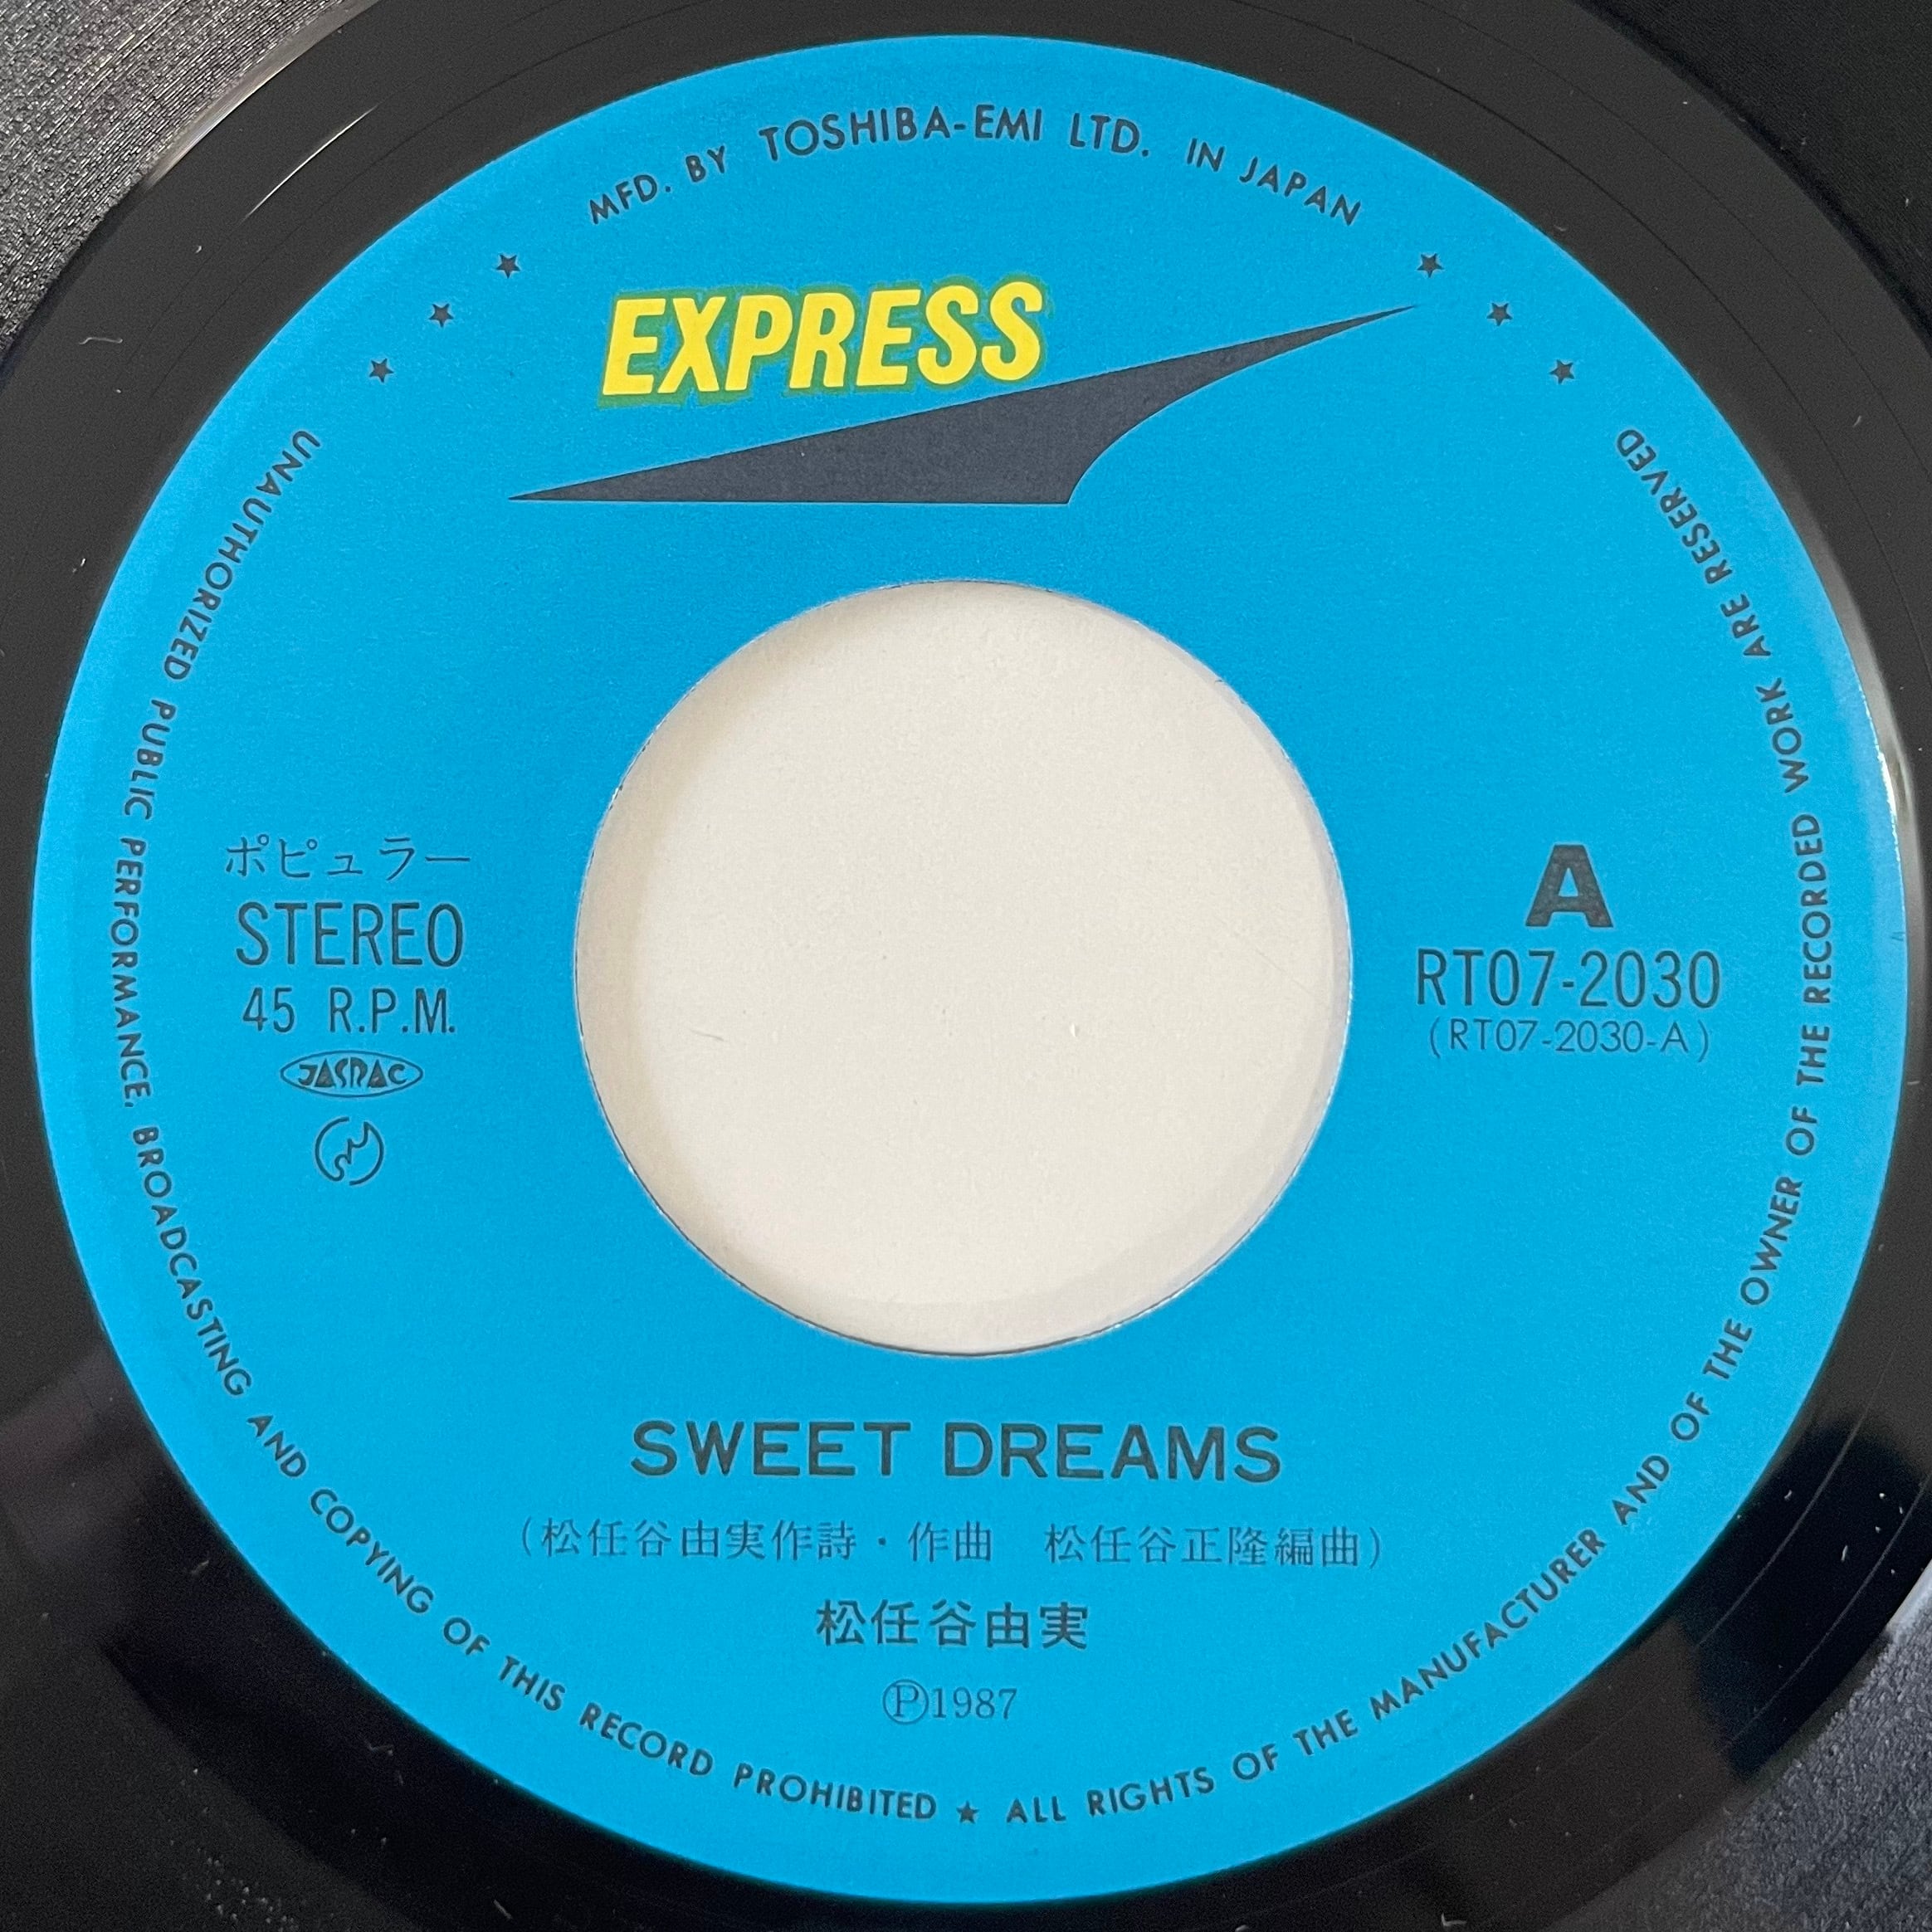 MFD. BY TOSHIBA-EMI LTD. IN JAPAN
EXPRESS
ポピュラー
STEREO
45 R.P.M.
JASRAC
A
RT07-2030
(RT07-2030-A)
SWEET DREAMS
(松任谷由実作詩・作曲　松任谷正隆編曲)
松任谷由実
Ⓟ1987
UNAUTHORIZED PUBLIC PERFORMANCE, BROADCASTING AND COPYING OF THIS RECORD PROHIBITED ★ ALL RIGHTS OF THE MANUFACTURER AND OF THE OWNER OF THE RECORDED WORK ARE RESERVED